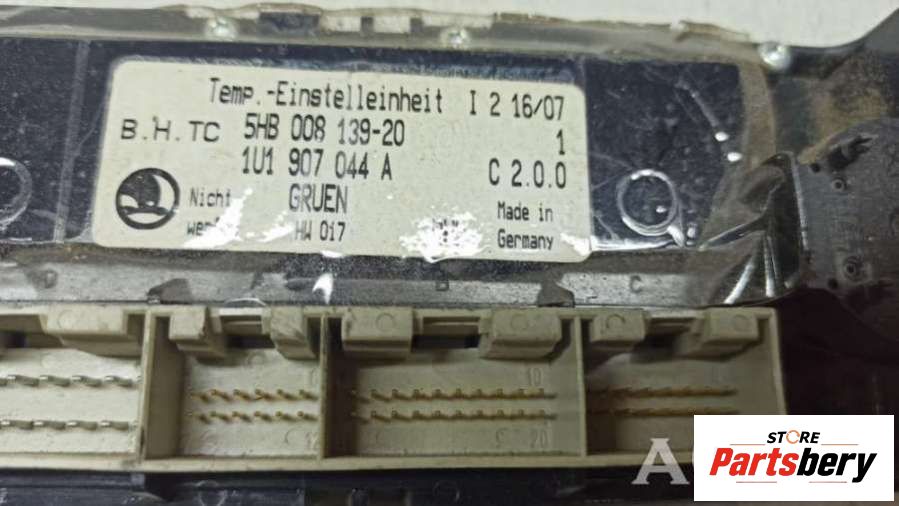 Temp.-Einstelleinheit I 2 16/07
B.H.TC 5HB 008 139-20 1
1U1 907 044 A C 2.0.0
Nicht GRUEN Made in
HW 017 Germany
B C
10
20
A
STORE
Partsbery